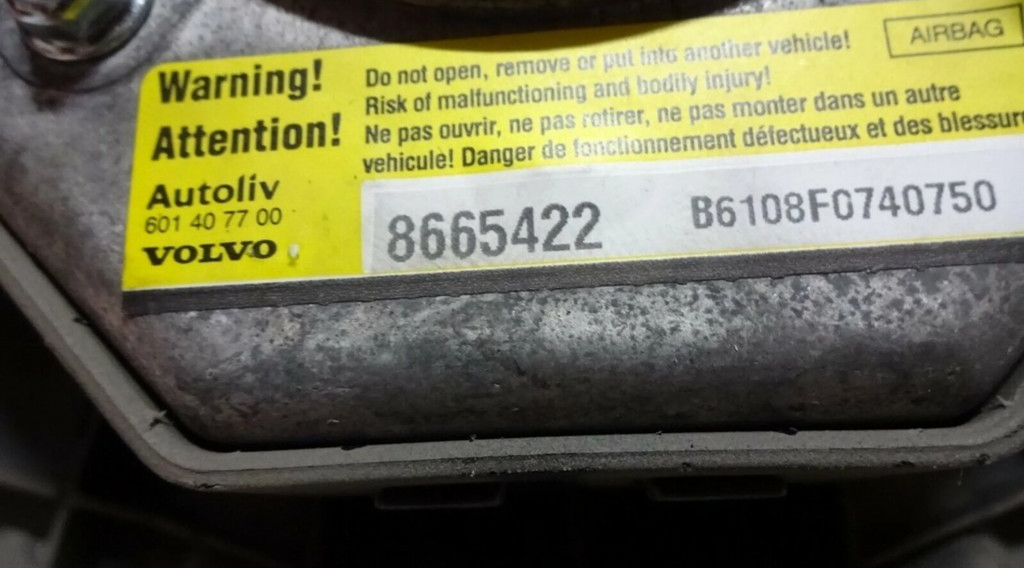 Warning!
Attention!
Autoliv
601 40 77 00
VOLVO
Do not open, remove or put into another vehicle!
Risk of malfunctioning and bodily injury!
Ne pas ouvrir, ne pas retirer, ne pas monter dans un autre
vehicule! Danger de fonctionnement défectueux et des blessur
AIRBAG
8665422
B6108F0740750